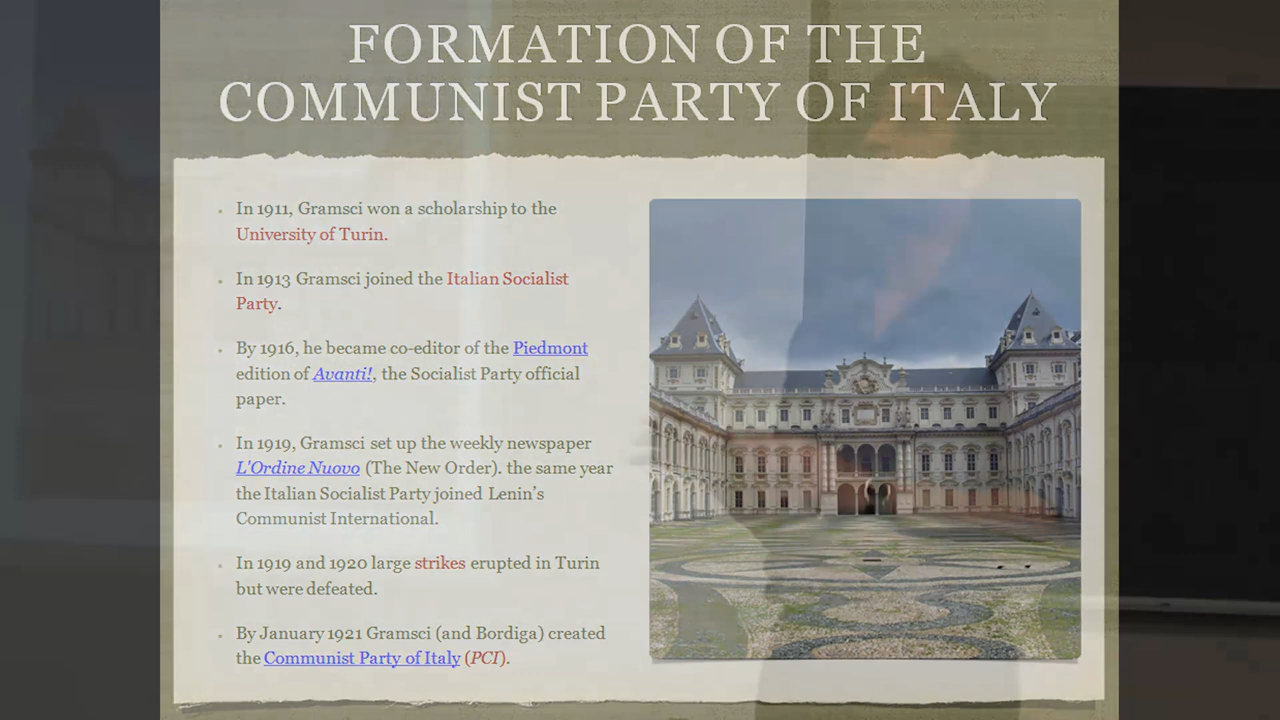 FORMATION OF THE
COMMUNIST PARTY OF ITALY
In 1911, Gramsci won a scholarship to the
University of Turin.
In 1913 Gramsci joined the Italian Socialist
Party.
By 1916, he became co-editor of the Piedmont
edition of Avanti!, the Socialist Party official
paper.
In 1919, Gramsci set up the weekly newspaper
L'Ordine Nuovo (The New Order). the same year
the Italian Socialist Party joined Lenin's
Communist International.
In 1919 and 1920 large strikes erupted in Turin
but were defeated.
By January 1921 Gramsci (and Bordiga) created
the Communist Party of Italy (PCI).